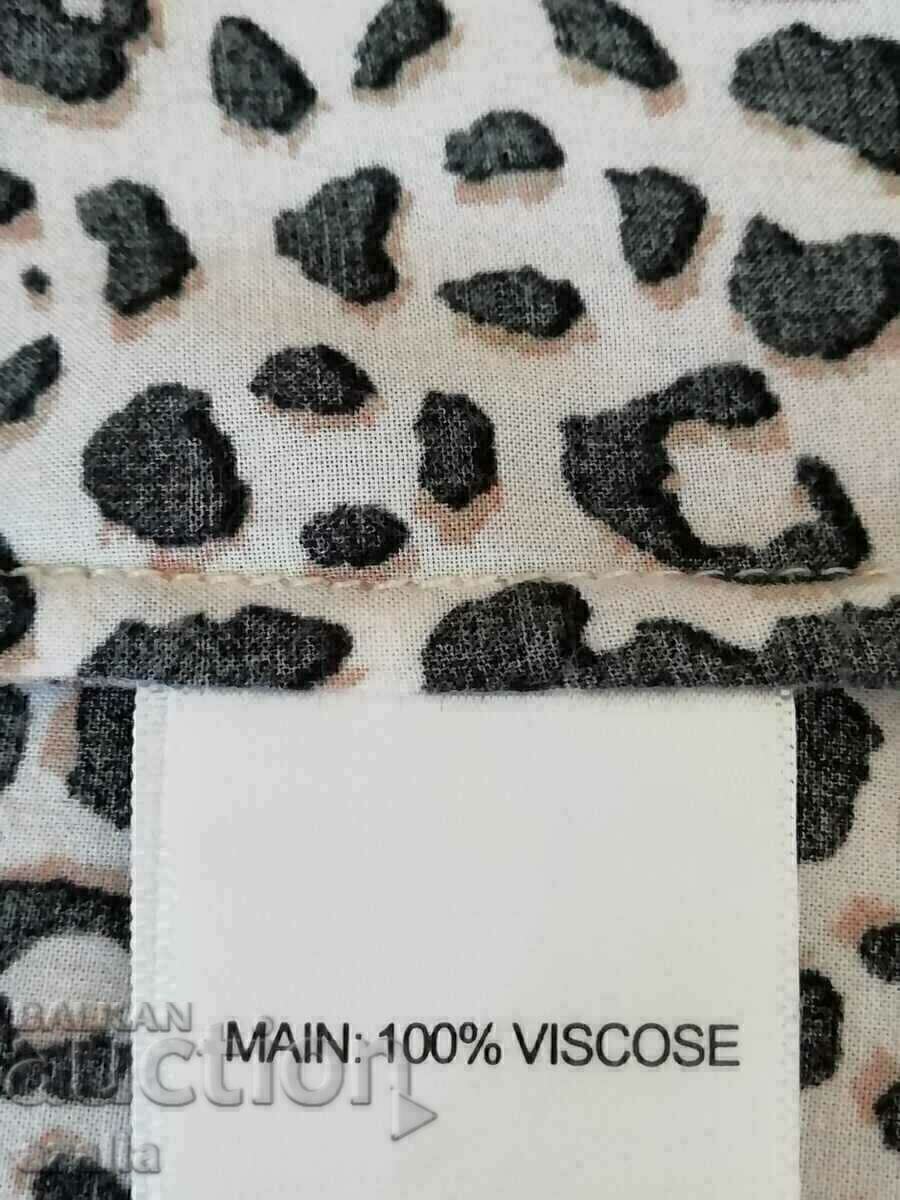 BALKAN
auction
MAIN: 100% VISCOSE